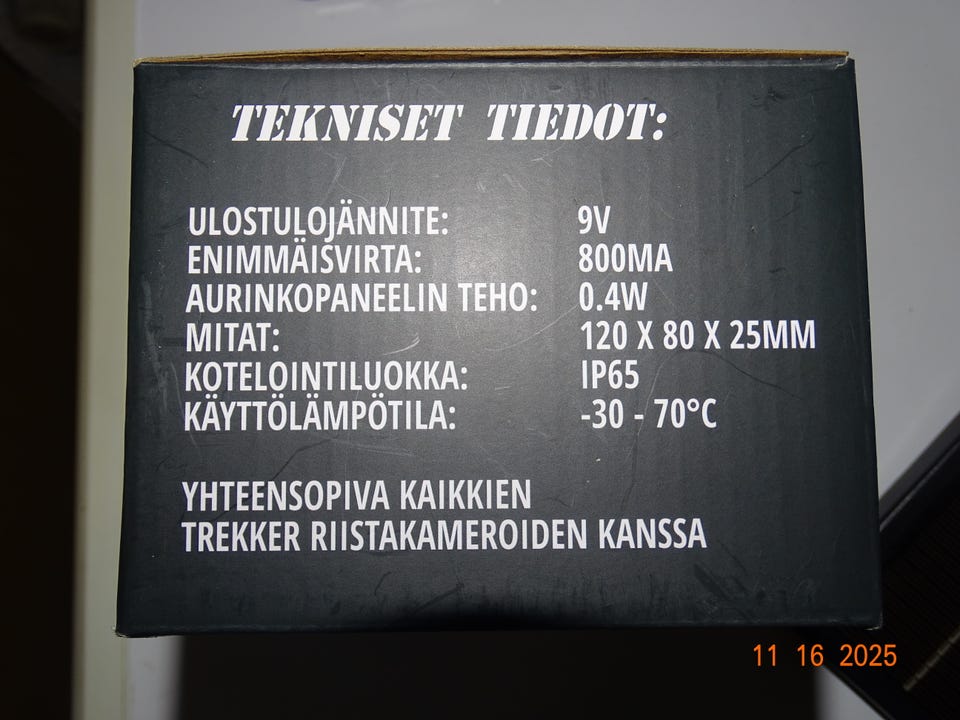 TEKNISET TIEDOT:
ULOSTULOJÄNNITE: 9V
ENIMMÄISVIRTA: 800MA
AURINKOPANEELIN TEHO: 0.4W
MITAT: 120 X 80 X 25MM
KOTELOINTILUOKKA: IP65
KÄYTTÖLÄMPÖTILA: -30 - 70°C
YHTEENSOPIVA KAIKKIEN
TREKKER RIISTAKAMEROIDEN KANSSA
11 16 2025